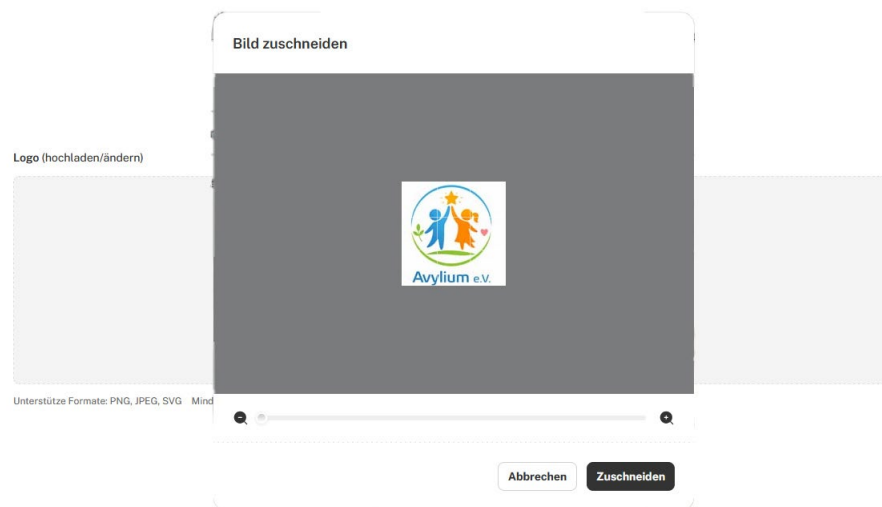 Bild zuschneiden
Logo (hochladen/ändern)
Avylium e.V.
Unterstütze Formate: PNG, JPEG, SVG Mind
Abbrechen Zuschneiden